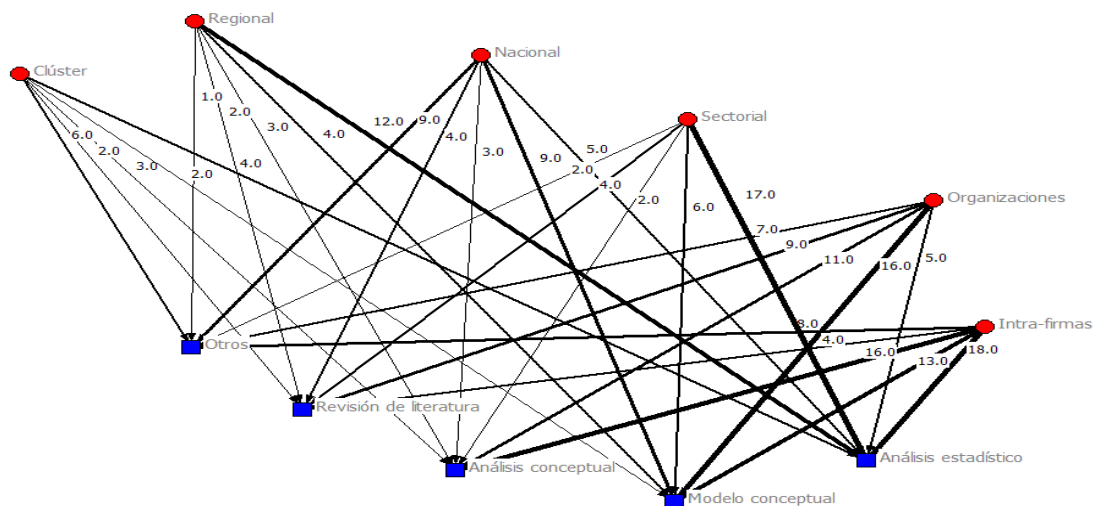 Regional
Nacional
Clúster
1.0
2.0
Sectorial
12.0
9.0
3.0
4.0
6.0
4.0
5.0
2.0
3.0
9.0
3.0
4.0
2.0
2.0
4.0
17.0
2.0
Organizaciones
6.0
7.0
9.0
11.0
16.0
5.0
8.0
Intra-firmas
4.0
Otros
16.0
13.0
18.0
Revisión de literatura
Análisis estadístico
Análisis conceptual
Modelo conceptual